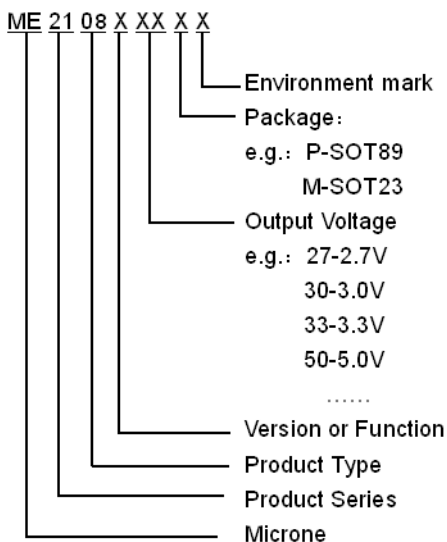 ME 21 08 X XX X X
Environment mark
Package：
e.g.：P-SOT89
M-SOT23
Output Voltage
e.g.：27-2.7V
30-3.0V
33-3.3V
50-5.0V
......
Version or Function
Product Type
Product Series
Microne